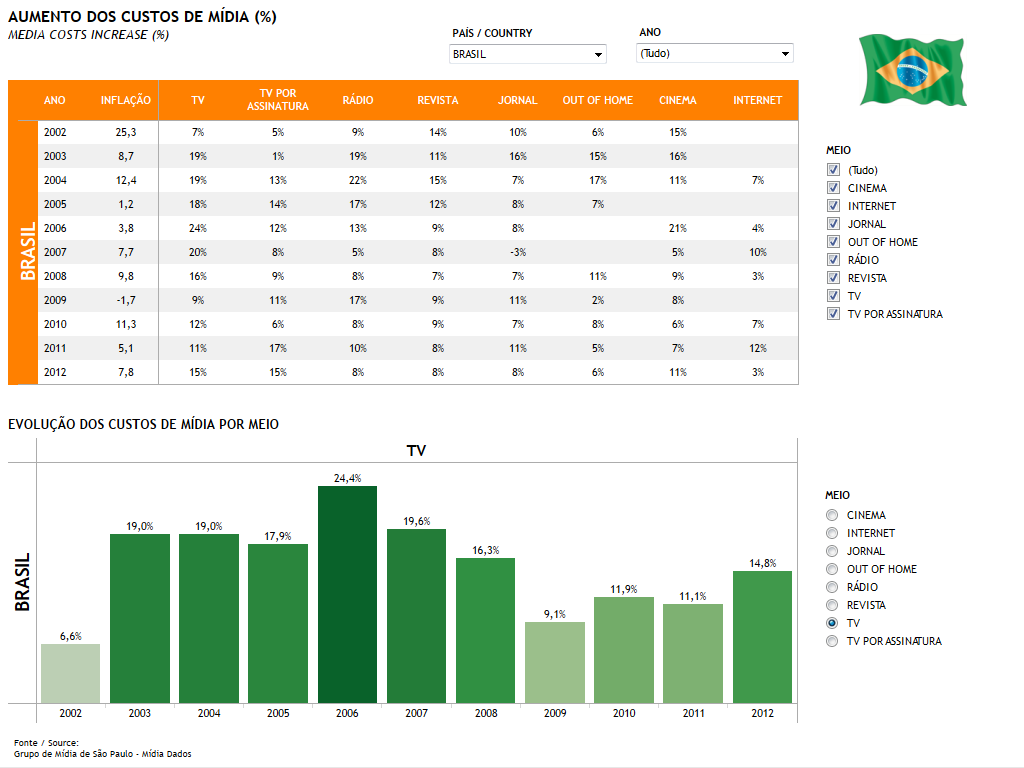 AUMENTO DOS CUSTOS DE MÍDIA (%)
MEDIA COSTS INCREASE (%)
PAÍS / COUNTRY
BRASIL
ANO
(Tudo)
ANO INFLAÇÃO TV TV POR ASSINATURA RÁDIO REVISTA JORNAL OUT OF HOME CINEMA INTERNET
BRASIL
2002 25,3 7% 5% 9% 14% 10% 6% 15%
2003 8,7 19% 1% 19% 11% 16% 15% 16%
2004 12,4 19% 13% 22% 15% 7% 17% 11% 7%
2005 1,2 18% 14% 17% 12% 8% 7%
2006 3,8 24% 12% 13% 9% 8% 21% 4%
2007 7,7 20% 8% 5% 8% -3% 5% 10%
2008 9,8 16% 9% 8% 7% 7% 11% 9% 3%
2009 -1,7 9% 11% 17% 9% 11% 2% 8%
2010 11,3 12% 6% 8% 9% 7% 8% 6% 7%
2011 5,1 11% 17% 10% 8% 11% 5% 7% 12%
2012 7,8 15% 15% 8% 8% 8% 6% 11% 3%
MEIO
(Tudo)
CINEMA
INTERNET
JORNAL
OUT OF HOME
RÁDIO
REVISTA
TV
TV POR ASSINATURA
EVOLUÇÃO DOS CUSTOS DE MÍDIA POR MEIO
TV
BRASIL
6,6% 19,0% 19,0% 17,9% 24,4% 19,6% 16,3% 9,1% 11,9% 11,1% 14,8%
2002 2003 2004 2005 2006 2007 2008 2009 2010 2011 2012
MEIO
CINEMA
INTERNET
JORNAL
OUT OF HOME
RÁDIO
REVISTA
TV
TV POR ASSINATURA
Fonte / Source:
Grupo de Mídia de São Paulo - Mídia Dados